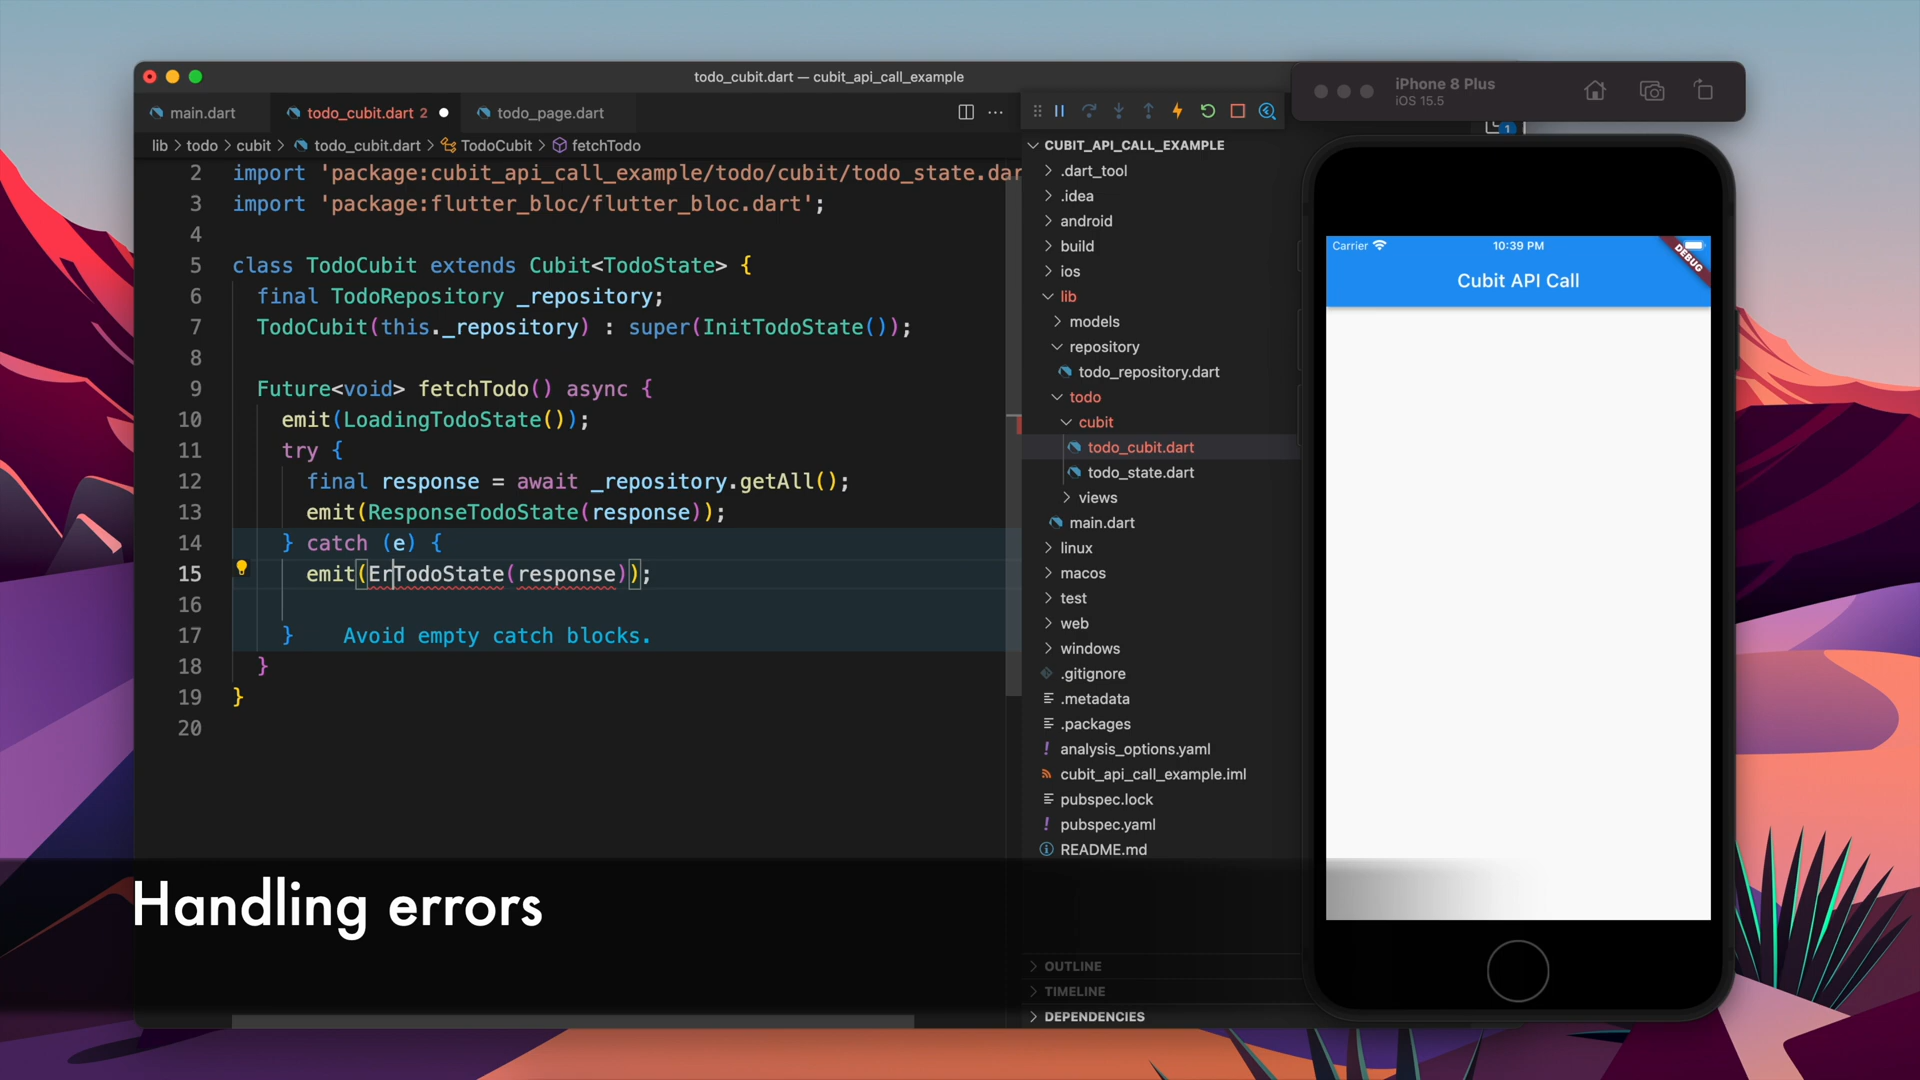 todo_cubit.dart — cubit_api_call_example
main.dart
todo_cubit.dart 2
todo_page.dart
lib > todo > cubit > todo_cubit.dart > TodoCubit > fetchTodo
2 import 'package:cubit_api_call_example/todo/cubit/todo_state.dar
3 import 'package:flutter_bloc/flutter_bloc.dart';
4
5 class TodoCubit extends Cubit<TodoState> {
6 final TodoRepository _repository;
7 TodoCubit(this._repository) : super(InitTodoState());
8
9 Future<void> fetchTodo() async {
10 emit(LoadingTodoState());
11 try {
12 final response = await _repository.getAll();
13 emit(ResponseTodoState(response));
14 } catch (e) {
15 emit(ErTodoState(response));
16
17 } Avoid empty catch blocks.
18 }
19 }
20
CUBIT_API_CALL_EXAMPLE
.dart_tool
.idea
android
build
ios
lib
models
repository
todo_repository.dart
todo
cubit
todo_cubit.dart
todo_state.dart
views
main.dart
linux
macos
test
web
windows
.gitignore
.metadata
.packages
analysis_options.yaml
cubit_api_call_example.iml
pubspec.lock
pubspec.yaml
README.md
OUTLINE
TIMELINE
DEPENDENCIES
iPhone 8 Plus
iOS 15.5
1
Carrier
10:39 PM
DEBUG
Cubit API Call
Handling errors